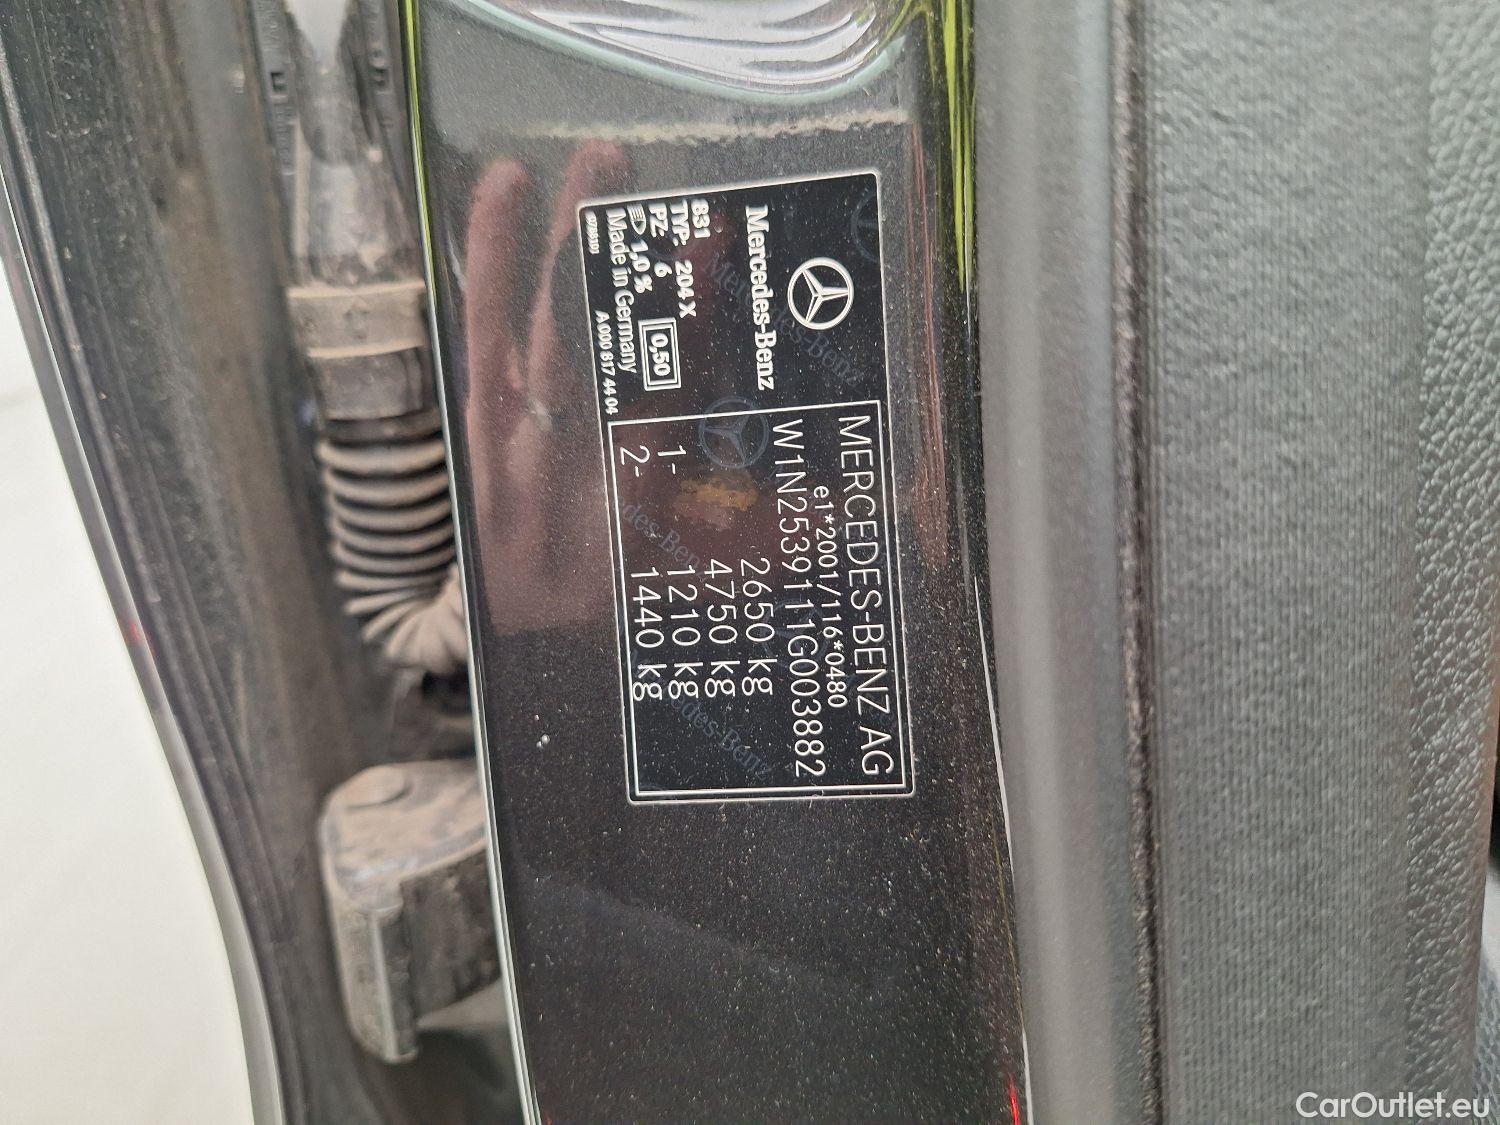 Mercedes-Benz
831
TYP: 204 X
PZ: 6 0,50
1,0 %
Made in Germany
A 000 817 44 04
MERCEDES-BENZ AG
e1*2001/116*0480
W1N2539111G003882
2650 kg
4750 kg
1- 1210 kg
2- 1440 kg
CarOutlet.eu